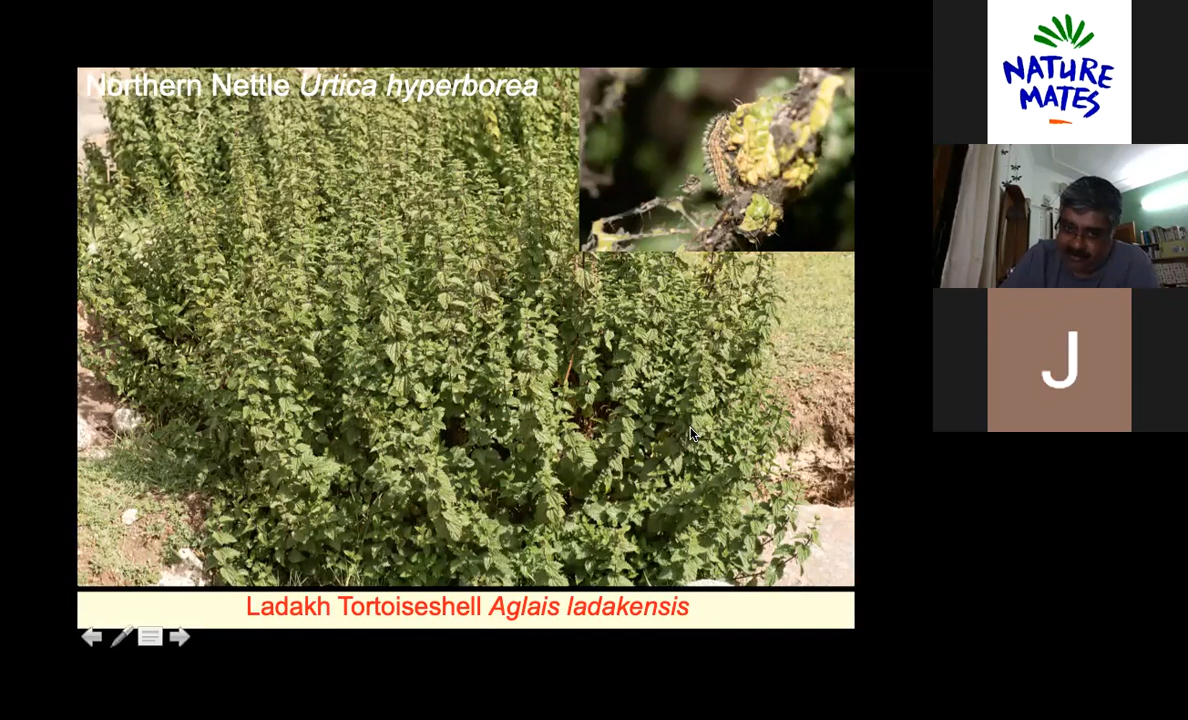 Northern Nettle Urtica hyperborea
Ladakh Tortoiseshell Aglais ladakensis
NATURE
MATES
J